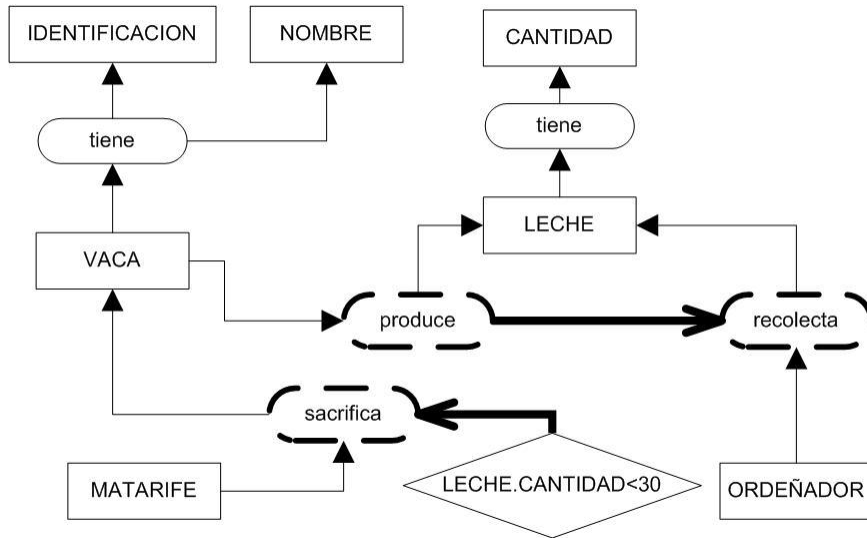 IDENTIFICACION
NOMBRE
CANTIDAD
tiene
tiene
VACA
LECHE
produce
recolecta
sacrifica
MATARIFE
LECHE.CANTIDAD<30
ORDEÑADOR